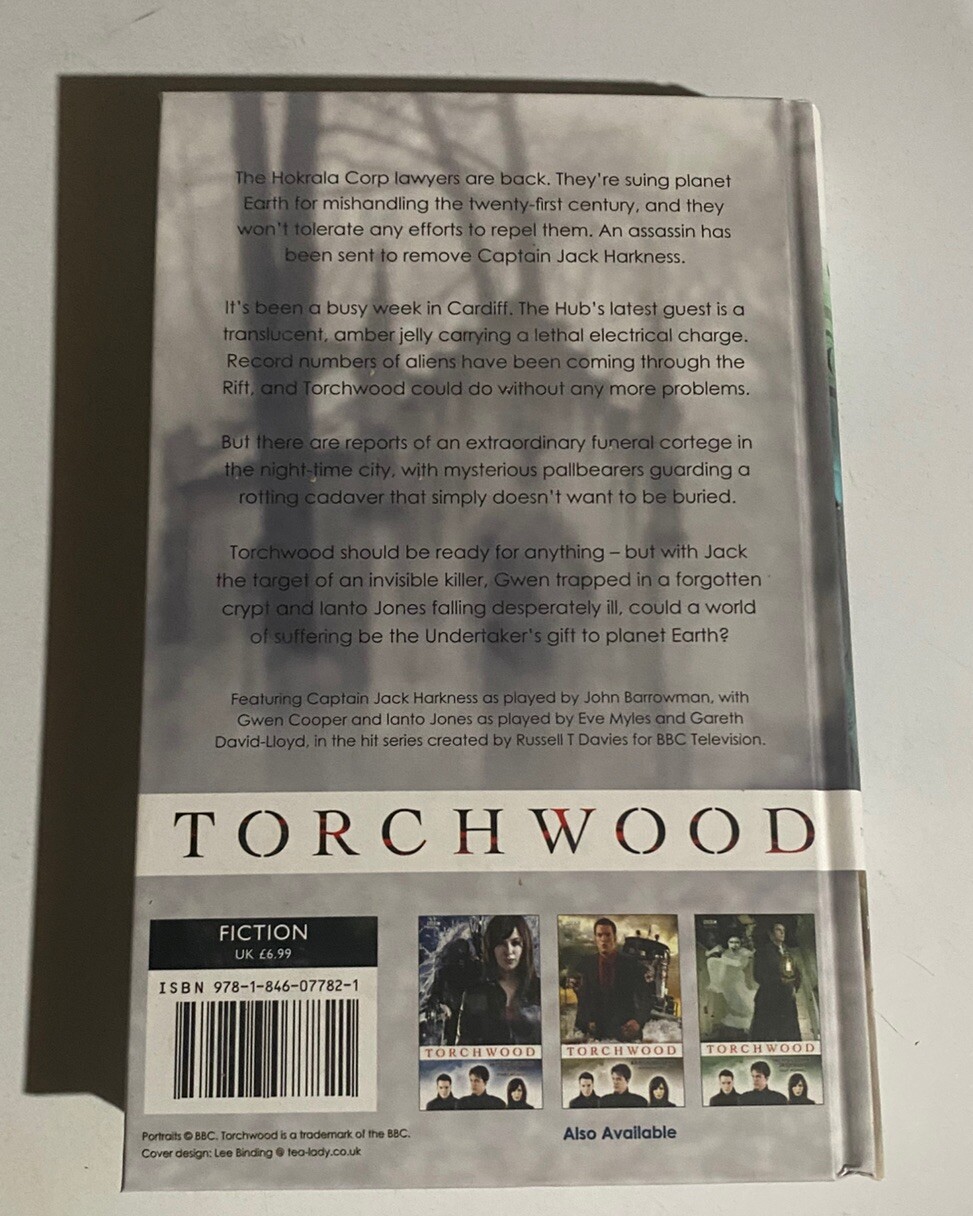 The Hokrala Corp lawyers are back. They're suing planet
Earth for mishandling the twenty-first century, and they
won't tolerate any efforts to repel them. An assassin has
been sent to remove Captain Jack Harkness.
It's been a busy week in Cardiff. The Hub's latest guest is a
translucent, amber jelly carrying a lethal electrical charge.
Record numbers of aliens have been coming through the
Rift, and Torchwood could do without any more problems.
But there are reports of an extraordinary funeral cortege in
the night-time city, with mysterious pallbearers guarding a
rotting cadaver that simply doesn't want to be buried.
Torchwood should be ready for anything – but with Jack
the target of an invisible killer, Gwen trapped in a forgotten
crypt and Ianto Jones falling desperately ill, could a world
of suffering be the Undertaker's gift to planet Earth?
Featuring Captain Jack Harkness as played by John Barrowman, with
Gwen Cooper and Ianto Jones as played by Eve Myles and Gareth
David-Lloyd, in the hit series created by Russell T Davies for BBC Television.
TORCHWOOD
FICTION
UK £6.99
ISBN 978-1-846-07782-1
TORCHWOOD
TORCHWOOD
TORCHWOOD
Also Available
Portraits © BBC. Torchwood is a trademark of the BBC.
Cover design: Lee Binding @ tea-lady.co.uk